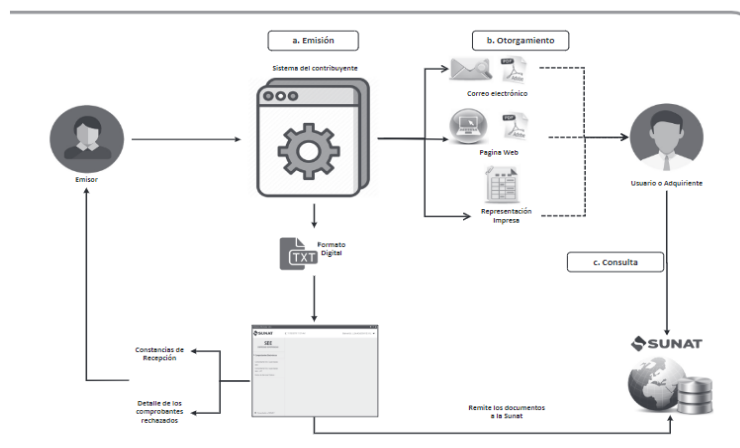 a. Emisión
b. Otorgamiento
Sistema del contribuyente
PDF
Correo electrónico
PDF
Pagina Web
Emisor
Usuario o Adquiriente
Representación
Impresa
Formato
Digital
TXT
c. Consulta
SUNAT
SUNAT
Constancias de
Recepción
Detalle de los
comprobantes
rechazados
Remite los documentos
a la Sunat